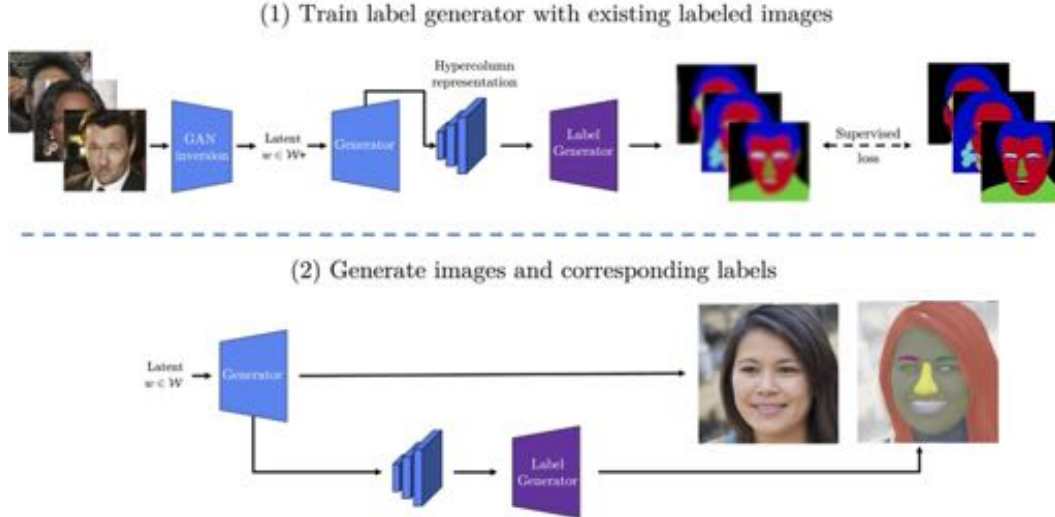 (1) Train label generator with existing labeled images
Hypercolumn
representation
GAN
inversion
Latent
w ∈ W*
Generator
Label
Generator
Supervised
loss
(2) Generate images and corresponding labels
Latent
w ∈ W
Generator
Label
Generator